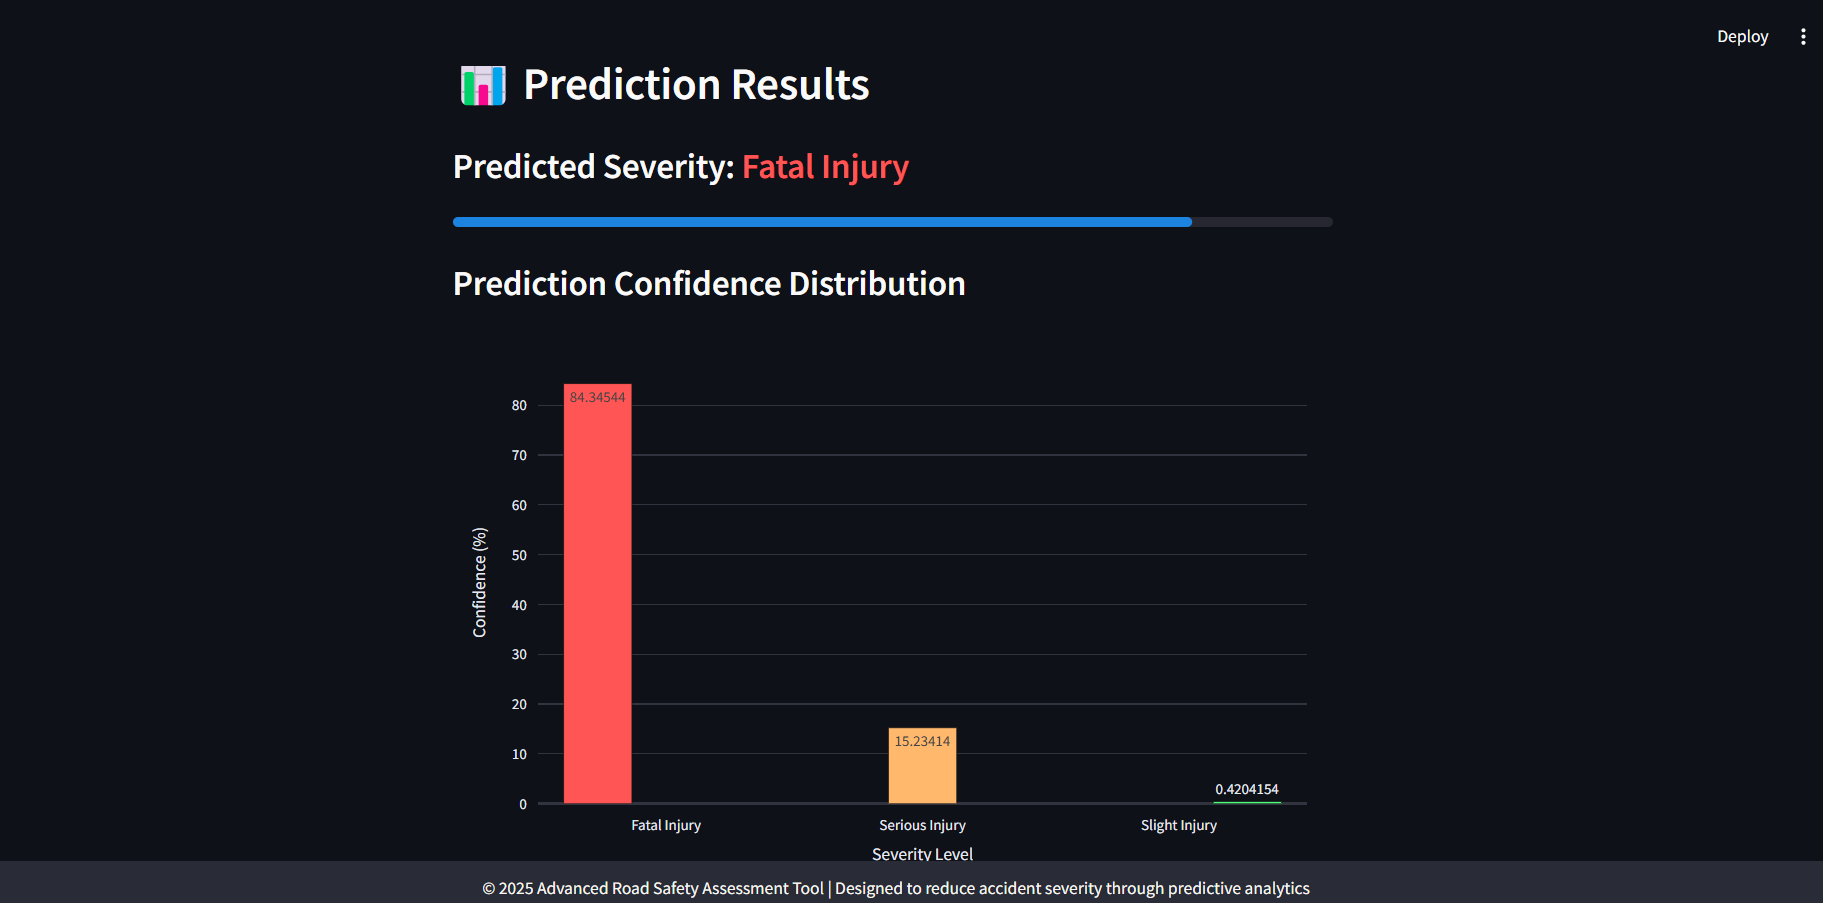 Deploy
Prediction Results
Predicted Severity: Fatal Injury
Prediction Confidence Distribution
84.34544
80
70
60
50
40
30
20
15.23414
10
0.4204154
0
Confidence (%)
Fatal Injury Serious Injury Slight Injury
Severity Level
© 2025 Advanced Road Safety Assessment Tool | Designed to reduce accident severity through predictive analytics